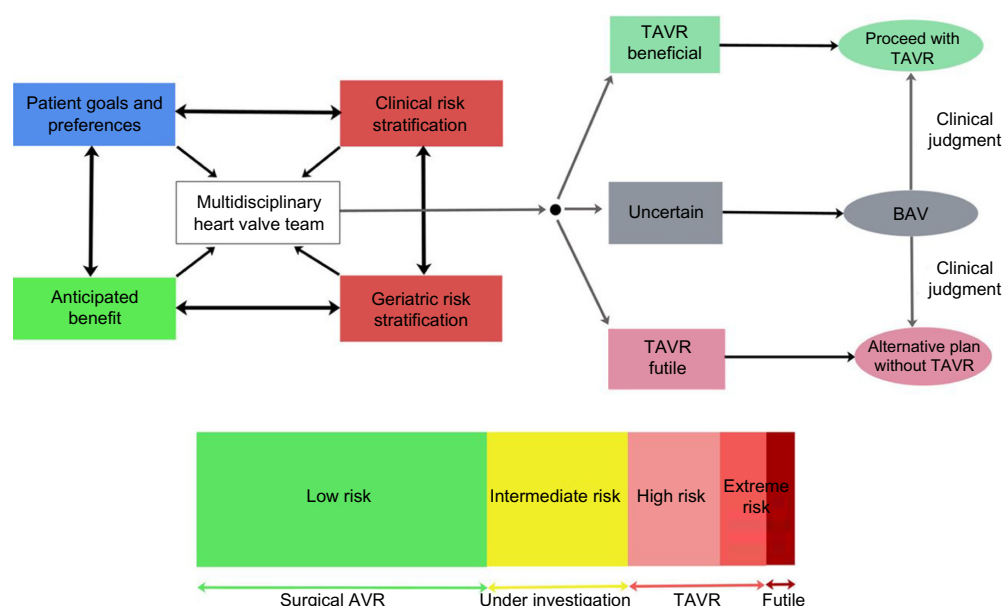 Patient goals and
preferences
Clinical risk
stratification
Multidisciplinary
heart valve team
Anticipated
benefit
Geriatric risk
stratification
TAVR
beneficial
Proceed with
TAVR
Clinical
judgment
Uncertain
BAV
Clinical
judgment
TAVR
futile
Alternative plan
without TAVR
Low risk
Intermediate risk
High risk
Extreme
risk
Surgical AVR
Under investigation
TAVR
Futile